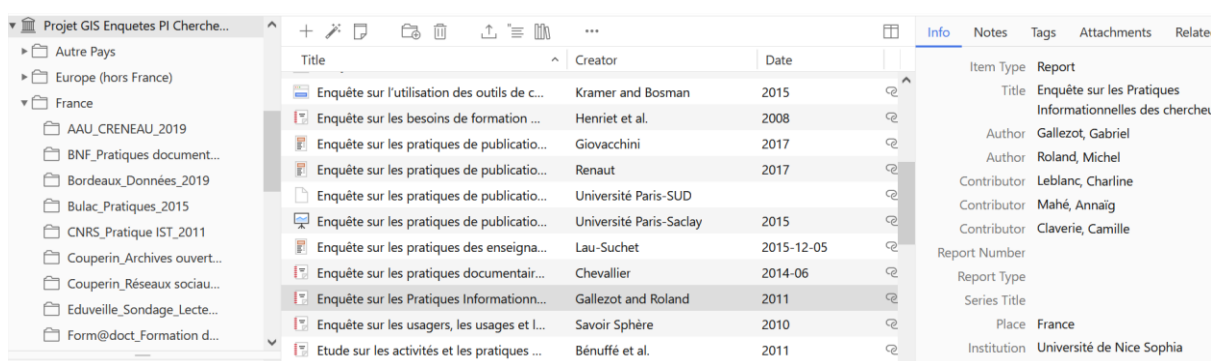 Projet GIS Enquetes PI Cherche...
Autre Pays
Europe (hors France)
France
AAU_CRENEAU_2019
BNF_Pratiques document...
Bordeaux_Données_2019
Bulac_Pratiques_2015
CNRS_Pratique IST_2011
Couperin_Archives ouvert...
Couperin_Réseaux sociau...
Eduveille_Sondage_Lecte...
Form@doct_Formation d...
Title Creator Date
Enquête sur l'utilisation des outils de c... Kramer and Bosman 2015
Enquête sur les besoins de formation ... Henriet et al. 2008
Enquête sur les pratiques de publicatio... Giovacchini 2017
Enquête sur les pratiques de publicatio... Renaut 2017
Enquête sur les pratiques de publicatio... Université Paris-SUD
Enquête sur les pratiques de publicatio... Université Paris-Saclay 2015
Enquête sur les pratiques des enseigna... Lau-Suchet 2015-12-05
Enquête sur les pratiques documentair... Chevallier 2014-06
Enquête sur les Pratiques Informationn... Gallezot and Roland 2011
Enquête sur les usagers, les usages et l... Savoir Sphère 2010
Etude sur les activités et les pratiques ... Bénuffé et al. 2011
Info Notes Tags Attachments Relate
Item Type Report
Title Enquête sur les Pratiques
Informationnelles des chercheu
Author Gallezot, Gabriel
Author Roland, Michel
Contributor Leblanc, Charline
Contributor Mahé, Annaïg
Contributor Claverie, Camille
Report Number
Report Type
Series Title
Place France
Institution Université de Nice Sophia